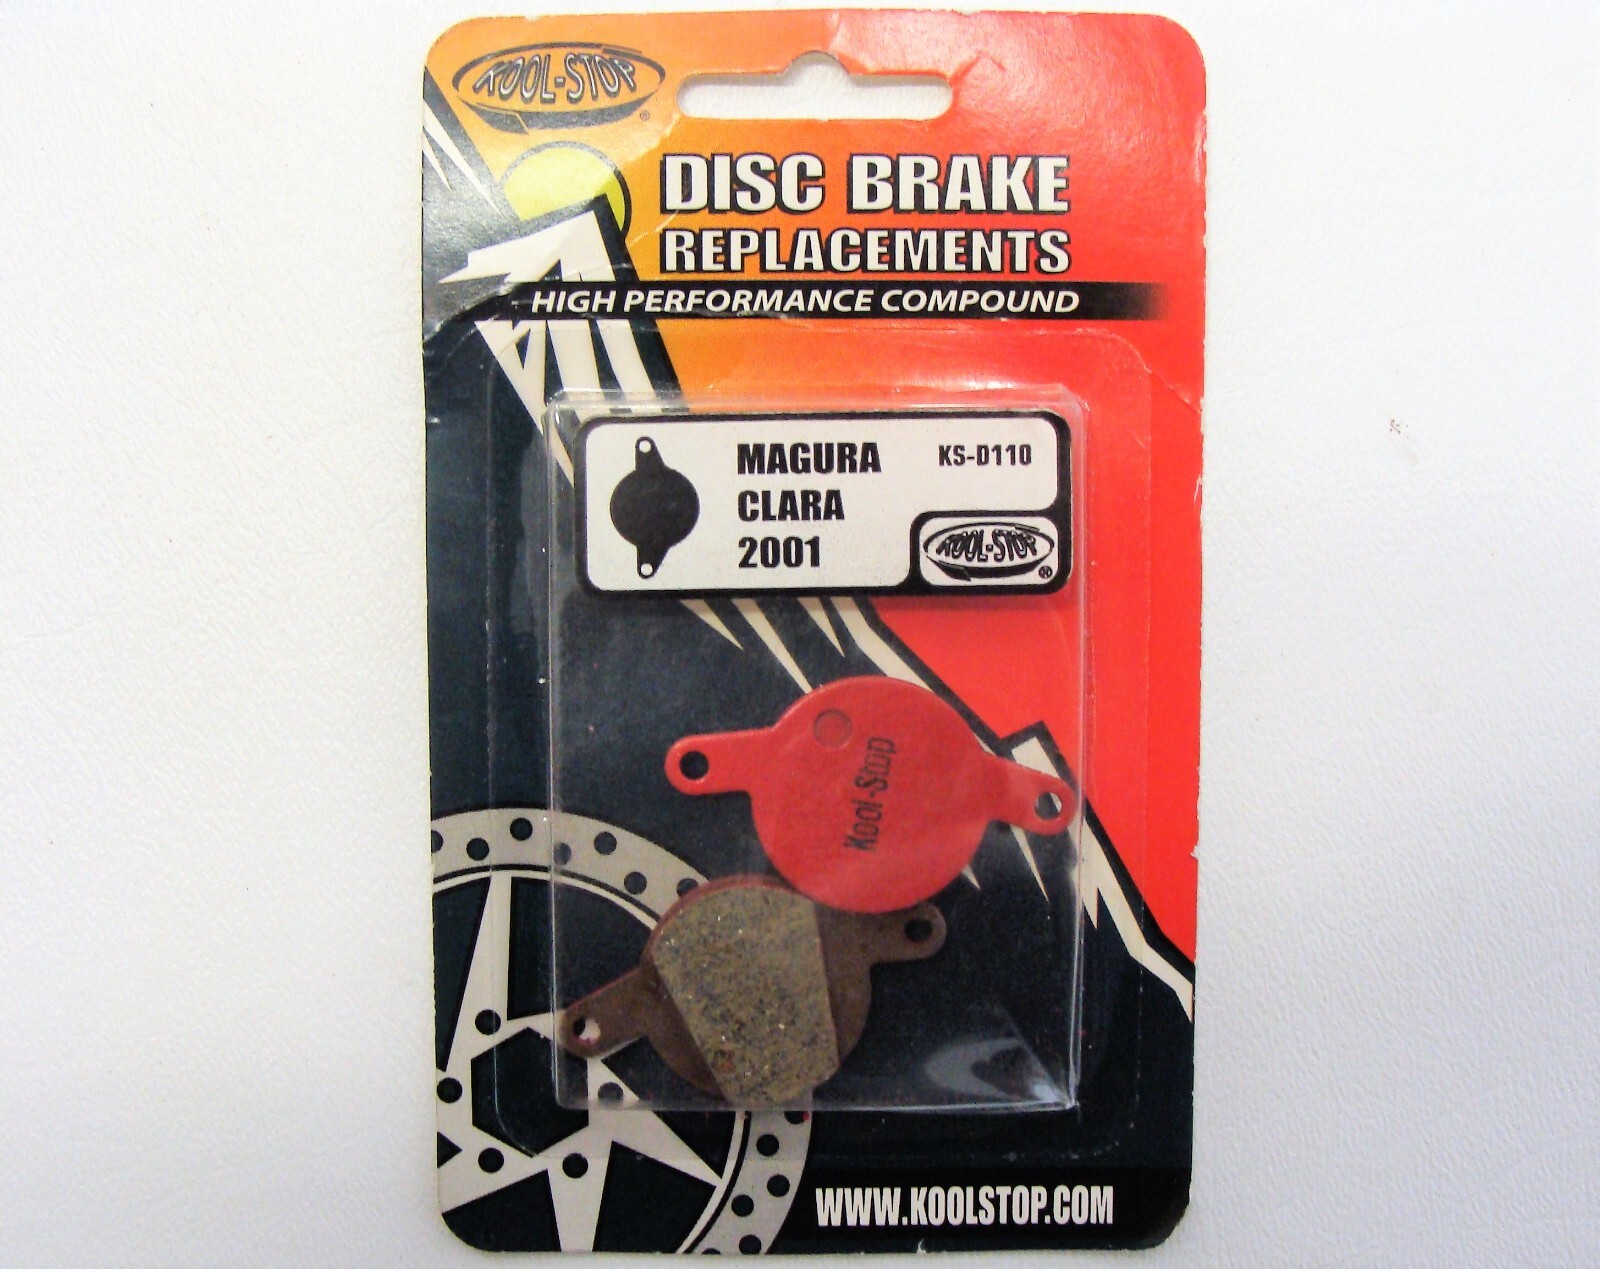 KOOL-STOP
®
DISC BRAKE
REPLACEMENTS
HIGH PERFORMANCE COMPOUND
MAGURA
CLARA
2001
KS-D110
KOOL-STOP
®
Kool-Stop
WWW.KOOLSTOP.COM